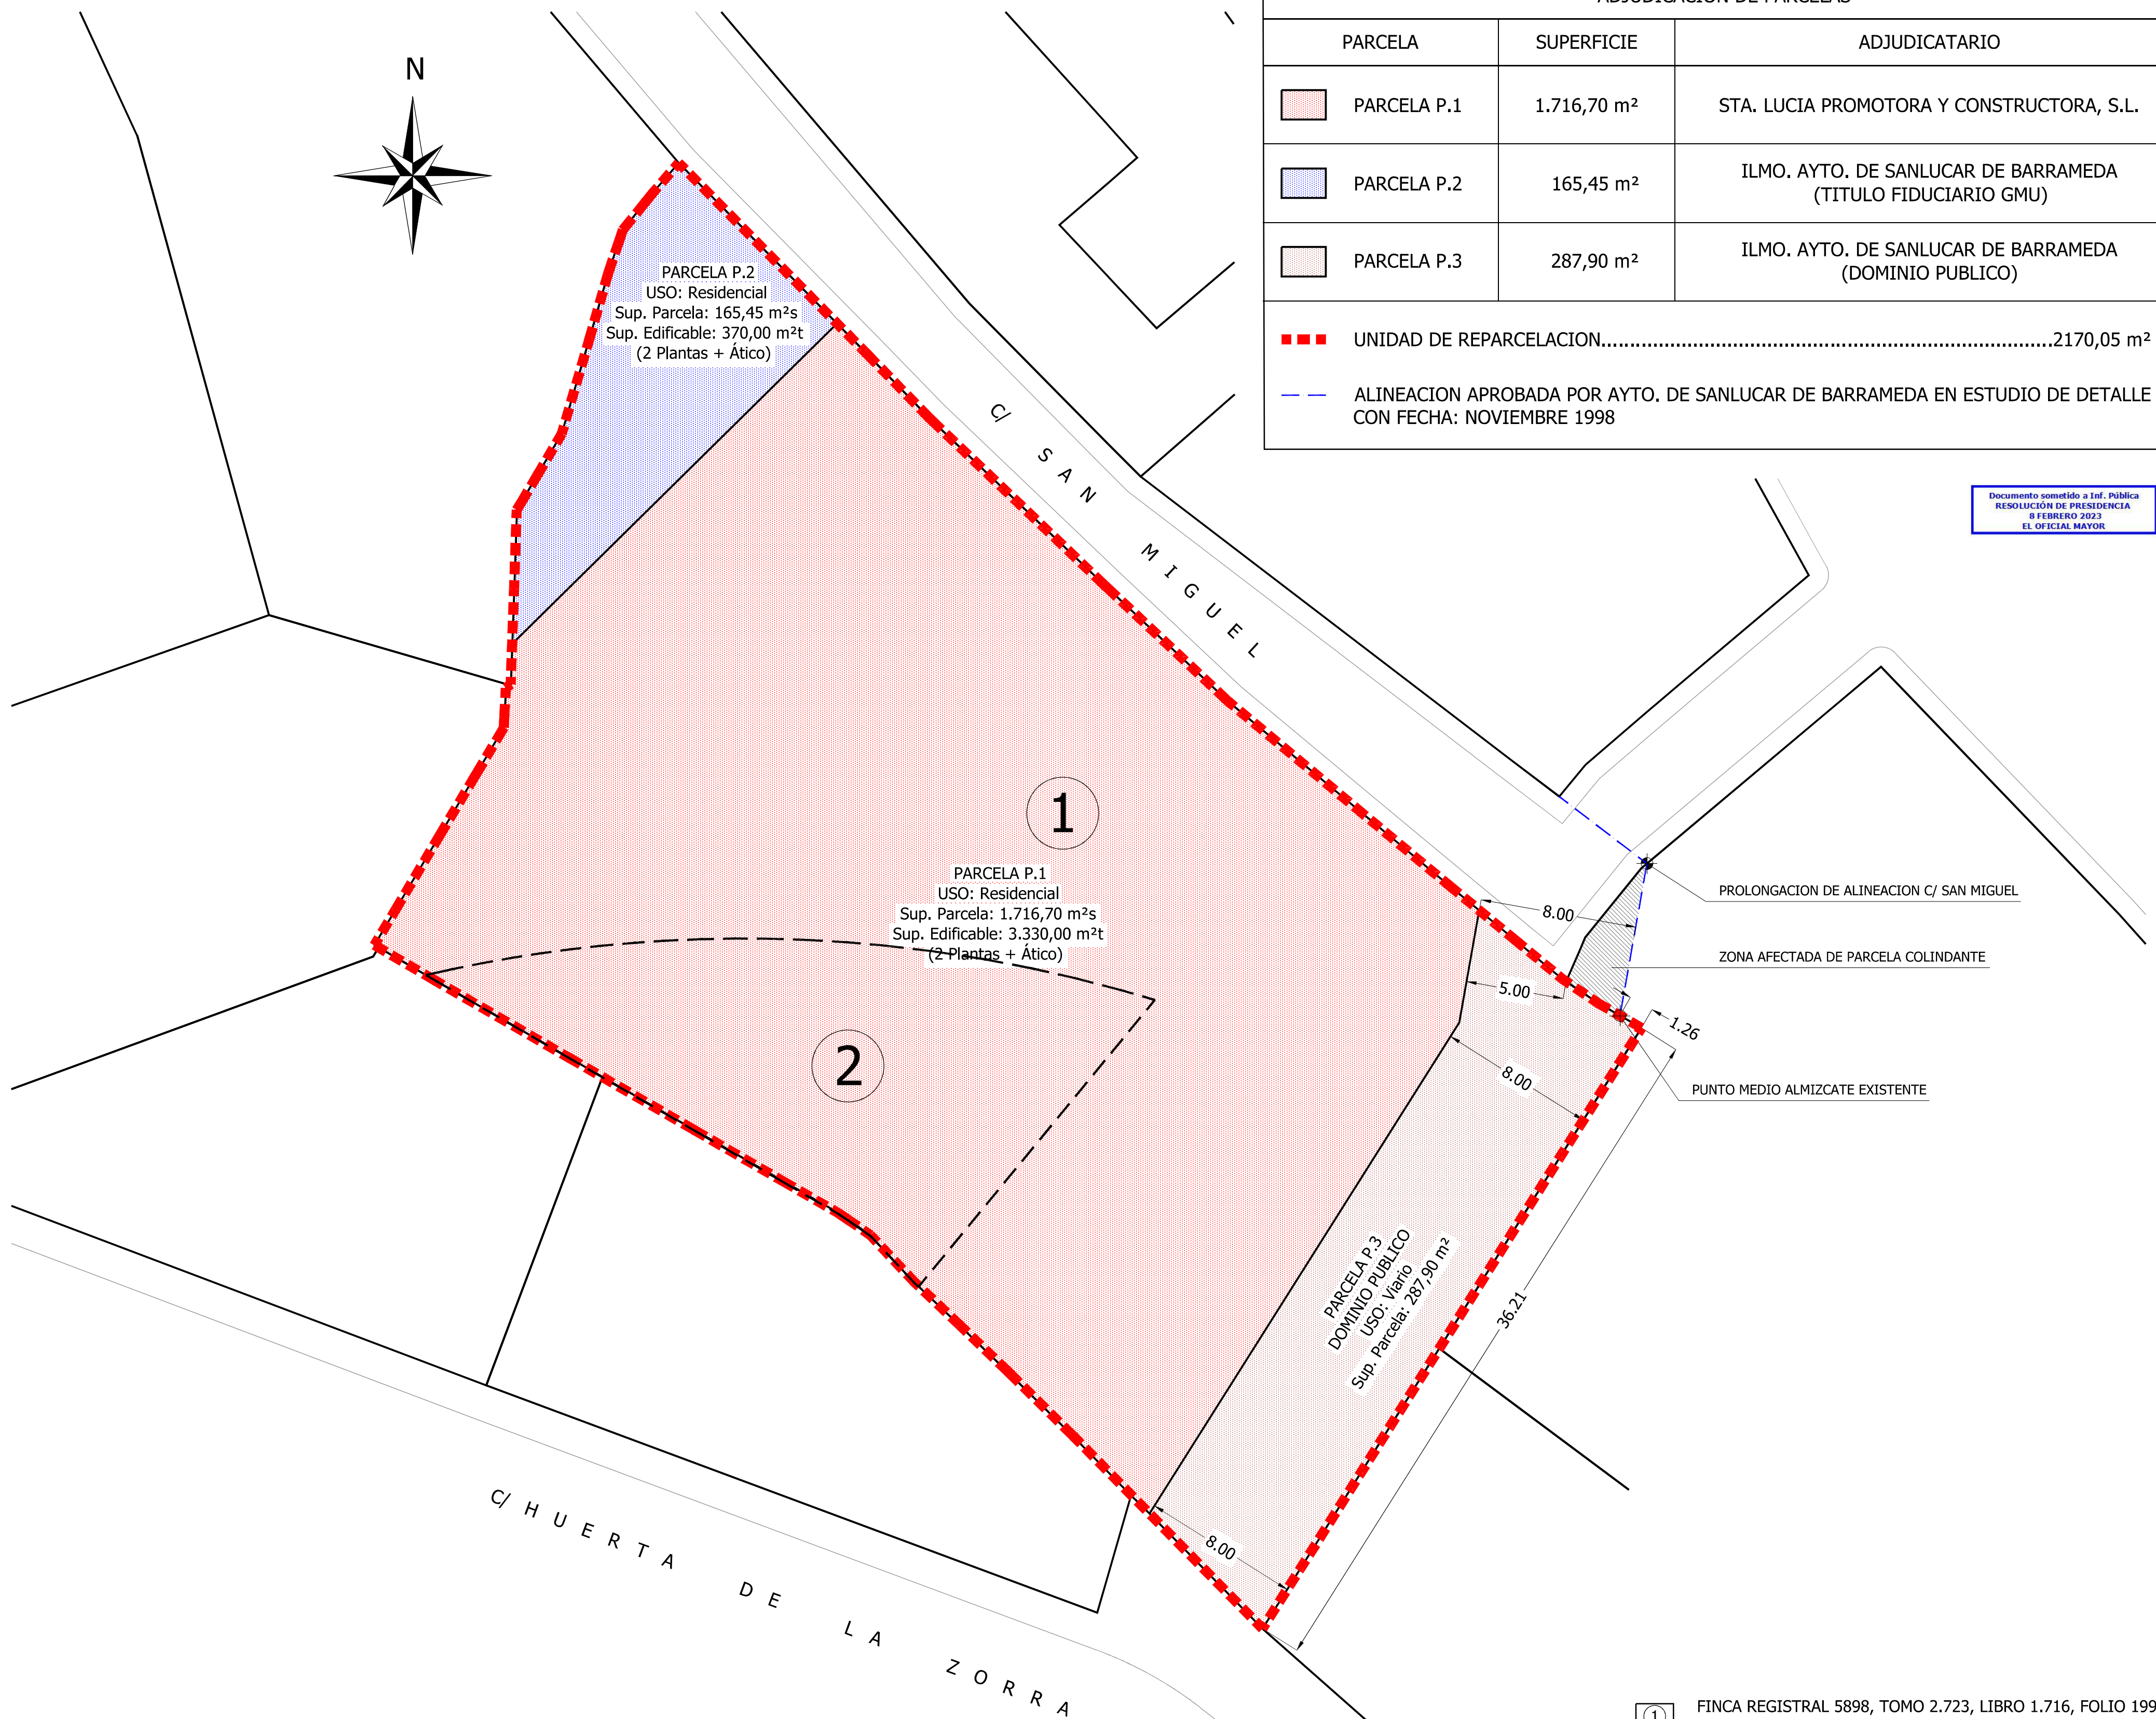 ADJUDICACION DE PARCELAS
PARCELA SUPERFICIE ADJUDICATARIO
PARCELA P.1 1.716,70 m² STA. LUCIA PROMOTORA Y CONSTRUCTORA, S.L.
PARCELA P.2 165,45 m² ILMO. AYTO. DE SANLUCAR DE BARRAMEDA
(TITULO FIDUCIARIO GMU)
PARCELA P.3 287,90 m² ILMO. AYTO. DE SANLUCAR DE BARRAMEDA
(DOMINIO PUBLICO)
UNIDAD DE REPARCELACION..............................................................................2170,05 m²
ALINEACION APROBADA POR AYTO. DE SANLUCAR DE BARRAMEDA EN ESTUDIO DE DETALLE
CON FECHA: NOVIEMBRE 1998
Documento sometido a Inf. Pública
RESOLUCIÓN DE PRESIDENCIA
8 FEBRERO 2023
EL OFICIAL MAYOR
N
PARCELA P.2
USO: Residencial
Sup. Parcela: 165,45 m²s
Sup. Edificable: 370,00 m²t
(2 Plantas + Ático)
C/ SAN MIGUEL
1
PARCELA P.1
USO: Residencial
Sup. Parcela: 1.716,70 m²s
Sup. Edificable: 3.330,00 m²t
(2 Plantas + Ático)
2
8.00
PROLONGACION DE ALINEACION C/ SAN MIGUEL
ZONA AFECTADA DE PARCELA COLINDANTE
5.00
1.26
8.00
PUNTO MEDIO ALMIZCATE EXISTENTE
PARCELA P.3
DOMINIO PUBLICO
USO: Viario
Sup. Parcela: 287,90 m²
36.21
8.00
C/ HUERTA DE LA ZORRA
1 FINCA REGISTRAL 5898, TOMO 2.723, LIBRO 1.716, FOLIO 199